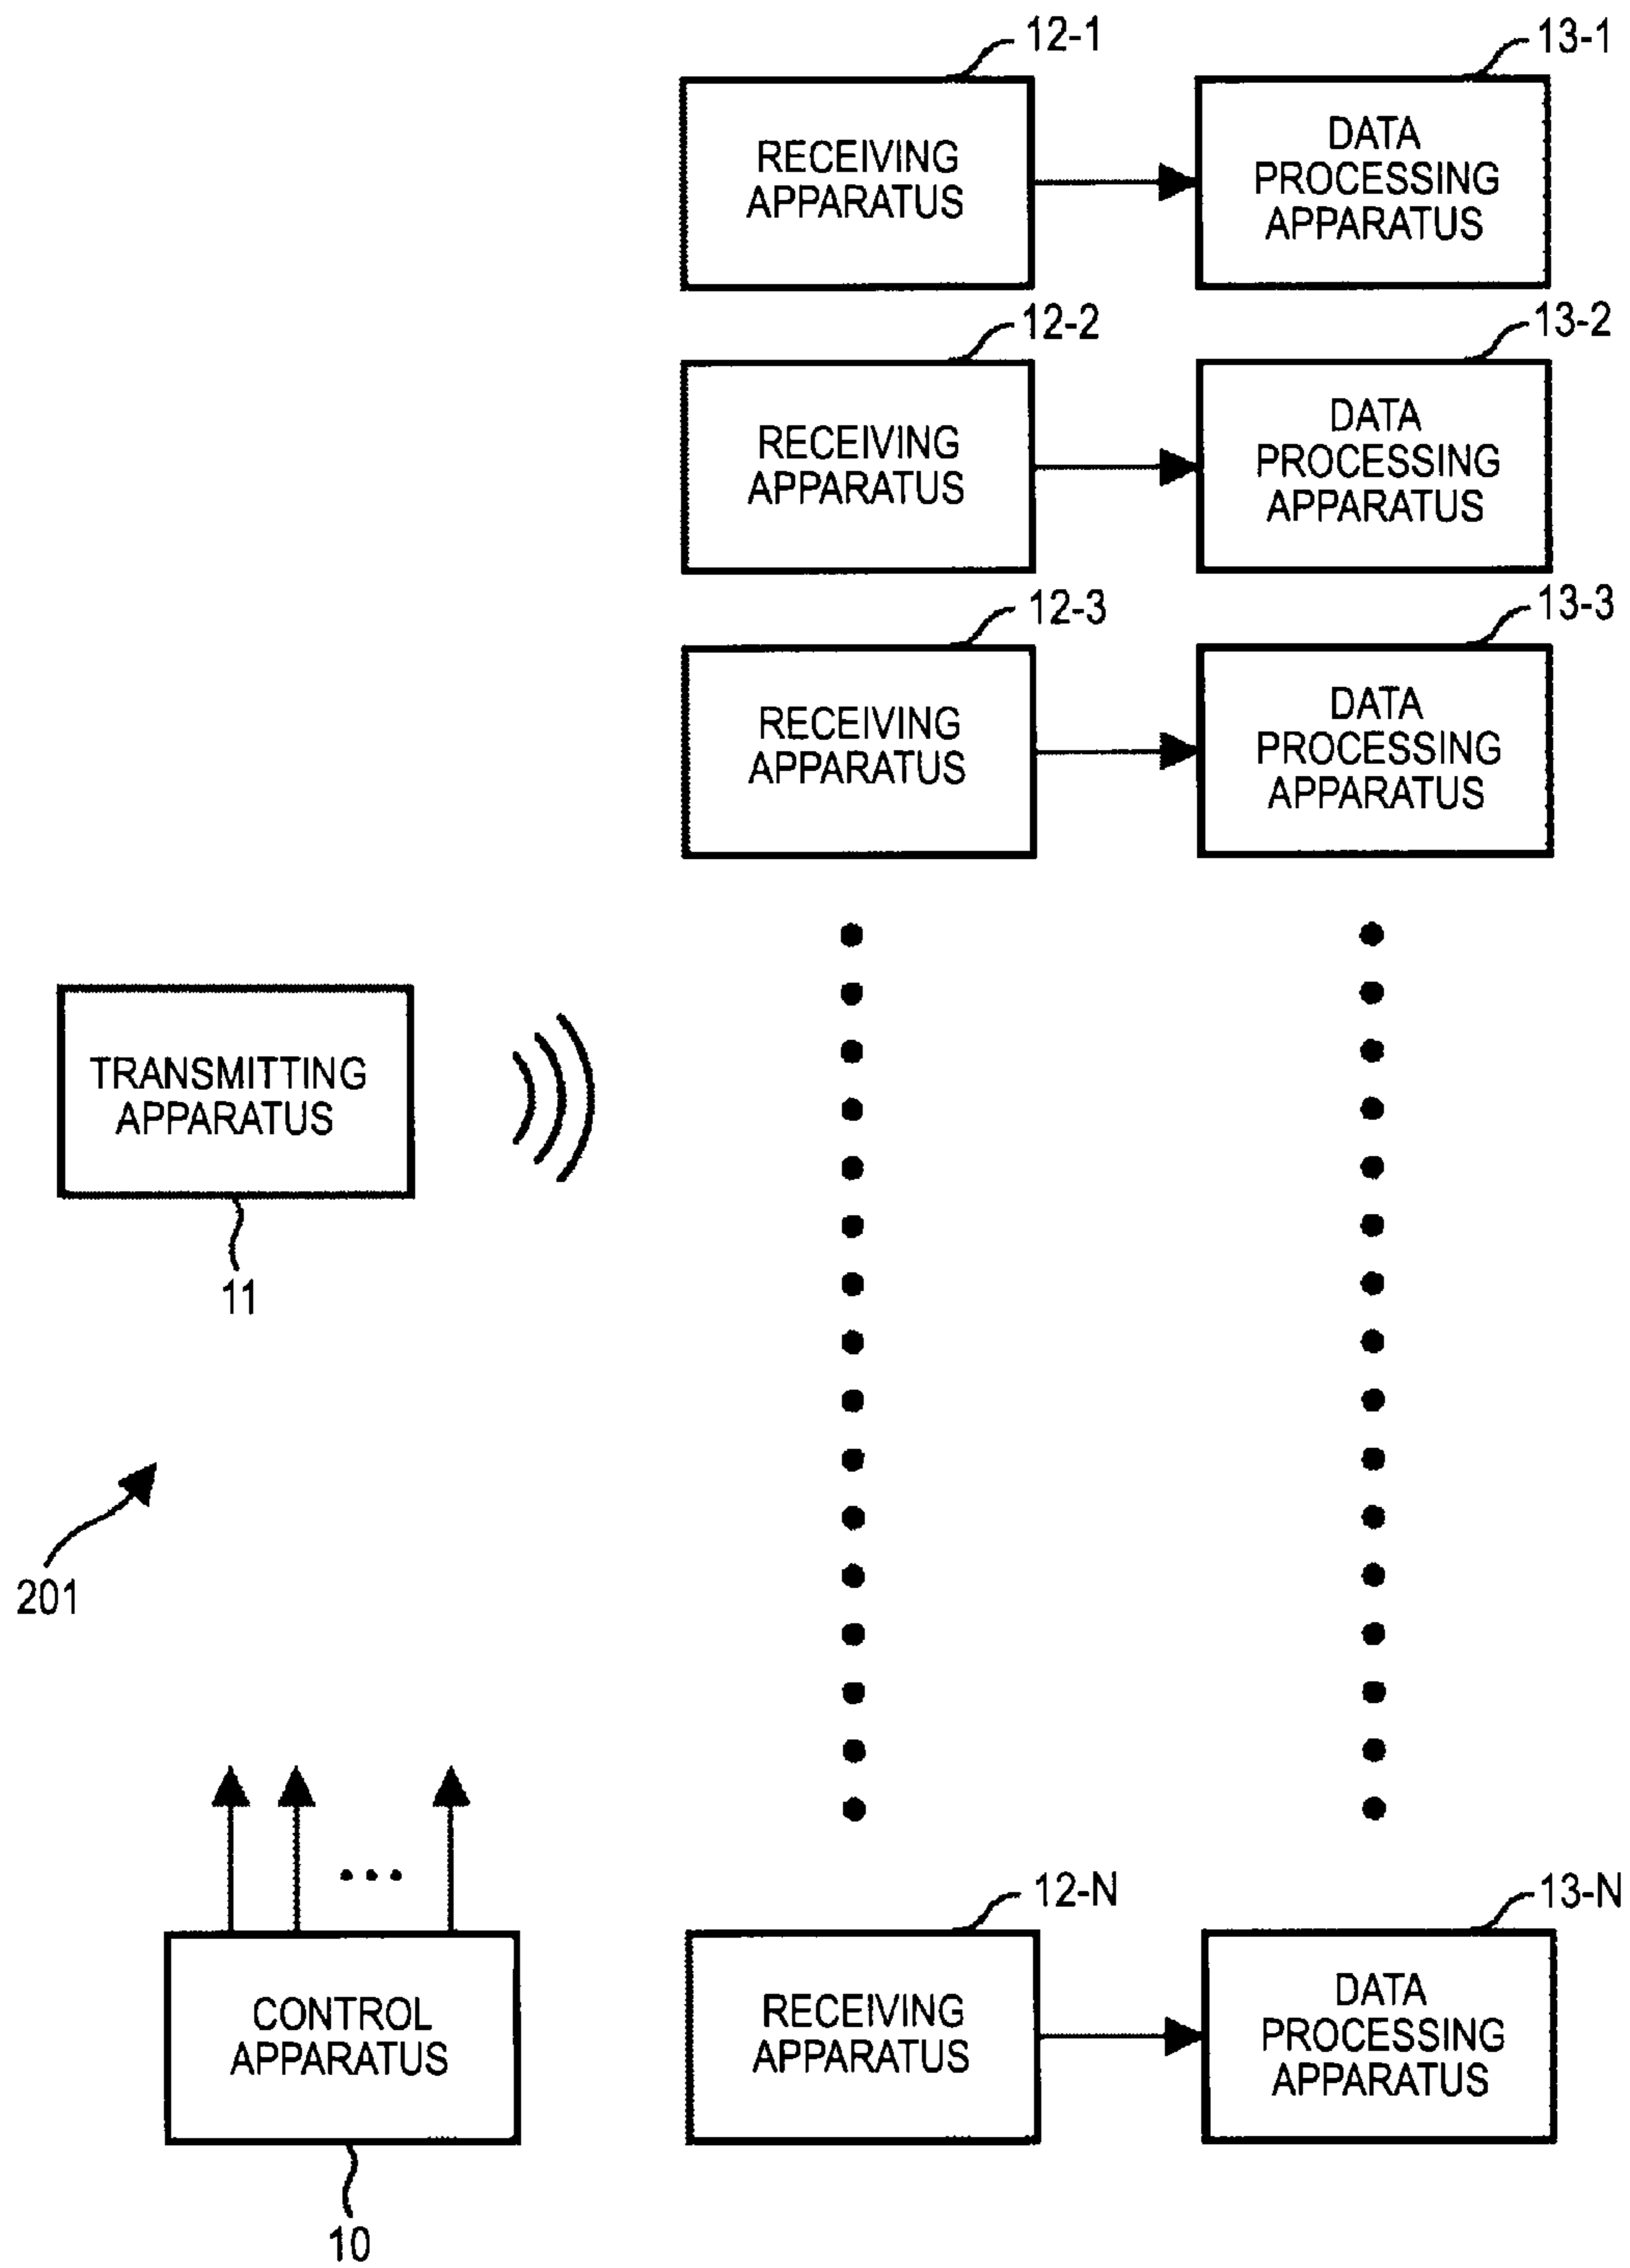 12-1
13-1
RECEIVING
APPARATUS
DATA
PROCESSING
APPARATUS
12-2
13-2
RECEIVING
APPARATUS
DATA
PROCESSING
APPARATUS
12-3
13-3
RECEIVING
APPARATUS
DATA
PROCESSING
APPARATUS
TRANSMITTING
APPARATUS
11
201
12-N
13-N
CONTROL
APPARATUS
RECEIVING
APPARATUS
DATA
PROCESSING
APPARATUS
10